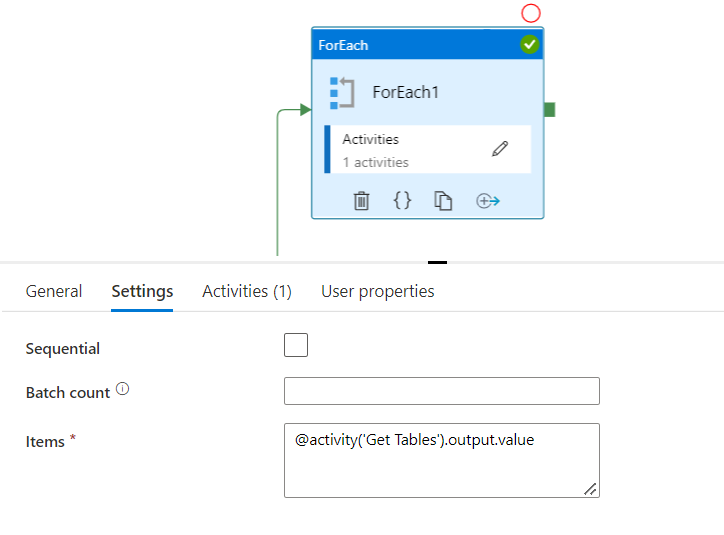 ForEach
ForEach1
Activities
1 activities
{}
General Settings Activities (1) User properties
Sequential
Batch count
Items *
@activity('Get Tables').output.value